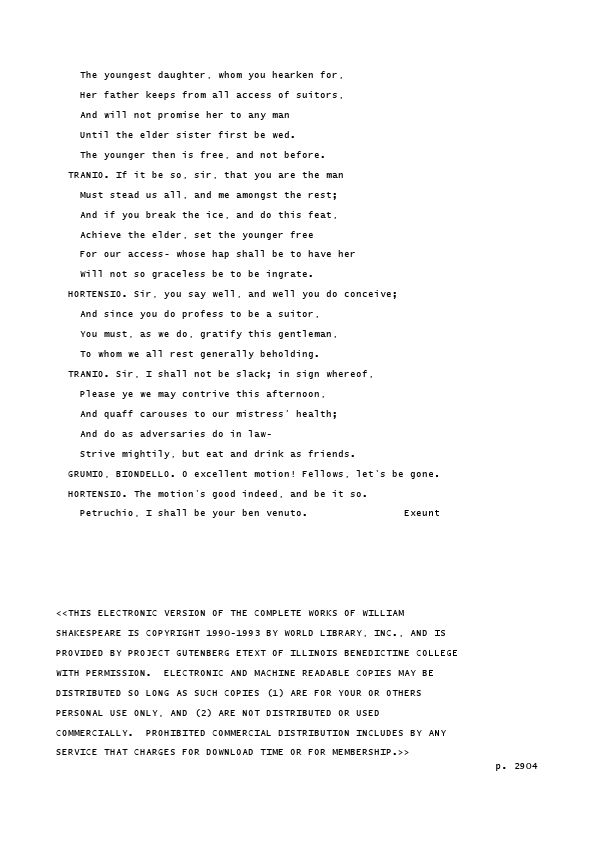 The youngest daughter, whom you hearken for,
Her father keeps from all access of suitors,
And will not promise her to any man
Until the elder sister first be wed.
The younger then is free, and not before.
TRANIO. If it be so, sir, that you are the man
Must stead us all, and me amongst the rest;
And if you break the ice, and do this feat,
Achieve the elder, set the younger free
For our access- whose hap shall be to have her
Will not so graceless be to be ingrate.
HORTENSIO. Sir, you say well, and well you do conceive;
And since you do profess to be a suitor,
You must, as we do, gratify this gentleman,
To whom we all rest generally beholding.
TRANIO. Sir, I shall not be slack; in sign whereof,
Please ye we may contrive this afternoon,
And quaff carouses to our mistress' health;
And do as adversaries do in law-
Strive mightily, but eat and drink as friends.
GRUMIO, BIONDELLO. O excellent motion! Fellows, let's be gone.
HORTENSIO. The motion's good indeed, and be it so.
Petruchio, I shall be your ben venuto. Exeunt
<<THIS ELECTRONIC VERSION OF THE COMPLETE WORKS OF WILLIAM
SHAKESPEARE IS COPYRIGHT 1990-1993 BY WORLD LIBRARY, INC., AND IS
PROVIDED BY PROJECT GUTENBERG ETEXT OF ILLINOIS BENEDICTINE COLLEGE
WITH PERMISSION. ELECTRONIC AND MACHINE READABLE COPIES MAY BE
DISTRIBUTED SO LONG AS SUCH COPIES (1) ARE FOR YOUR OR OTHERS
PERSONAL USE ONLY, AND (2) ARE NOT DISTRIBUTED OR USED
COMMERCIALLY. PROHIBITED COMMERCIAL DISTRIBUTION INCLUDES BY ANY
SERVICE THAT CHARGES FOR DOWNLOAD TIME OR FOR MEMBERSHIP.>>
p. 2904